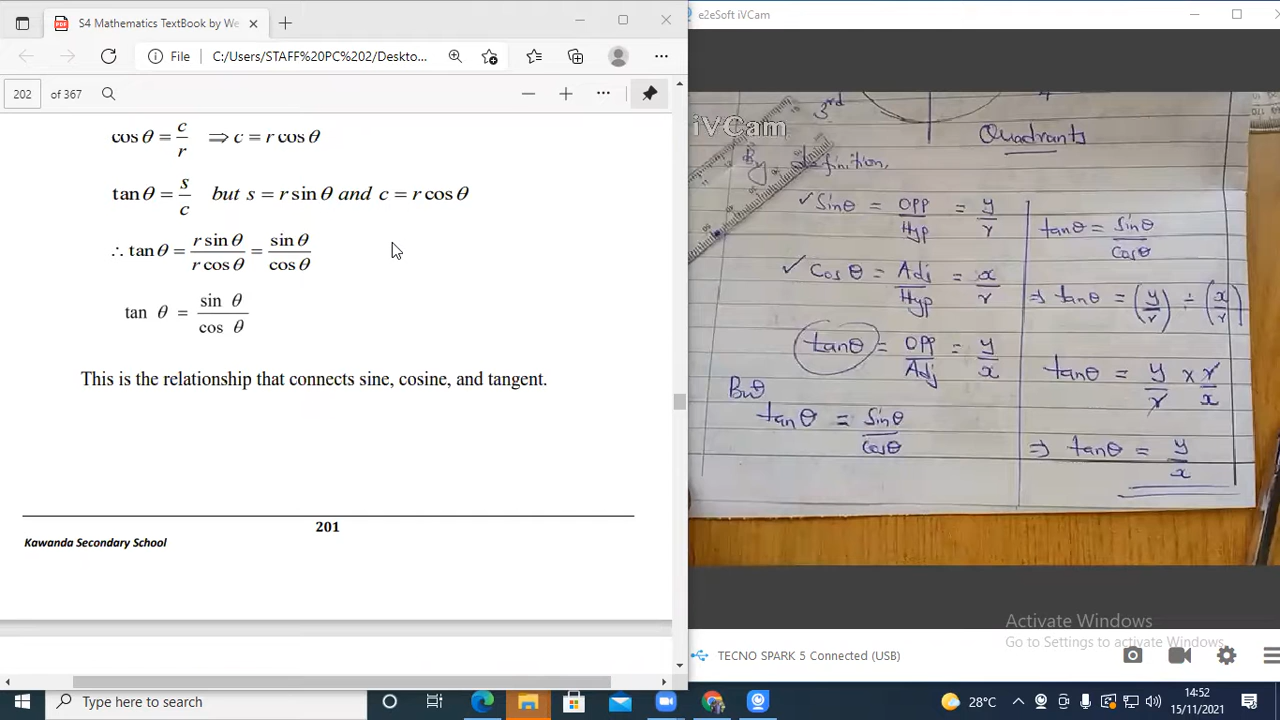 S4 Mathematics TextBook by We
e2eSoft iVCam
File
C:/Users/STAFF%20PC%202/Deskto...
202 of 367
cos θ = c/r ⇒ c = r cos θ
tan θ = s/c but s = r sin θ and c = r cos θ
∴ tan θ = r sin θ / r cos θ = sin θ / cos θ
tan θ = sin θ / cos θ
This is the relationship that connects sine, cosine, and tangent.
201
Kawanda Secondary School
iVCam
3rd
Quadrants
By definition,
✓ Sinθ = OPP/Hyp = y/r
✓ Cosθ = Adj/Hyp = x/r
tanθ = OPP/Adj = y/x
But
tanθ = Sinθ/Cosθ
tanθ = Sinθ/Cosθ
⇒ tanθ = (y/r) ÷ (x/r)
tanθ = y/r × r/x
⇒ tanθ = y/x
Activate Windows
Go to Settings to activate Windows.
TECNO SPARK 5 Connected (USB)
Type here to search
28°C
14:52
15/11/2021